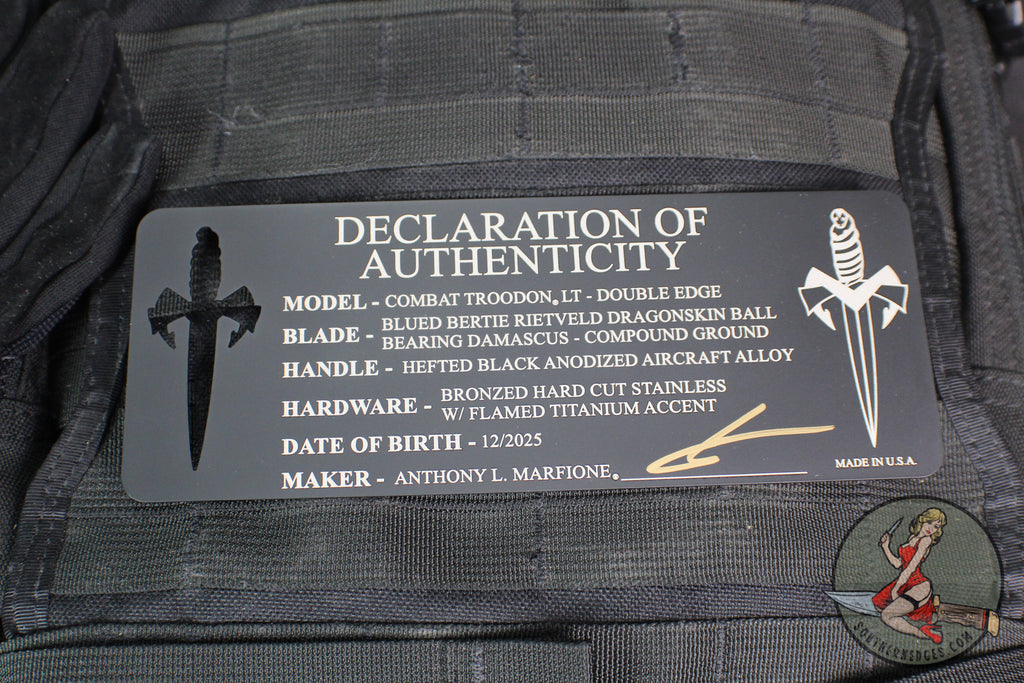 DECLARATION OF
AUTHENTICITY
MODEL - COMBAT TROODON® LT - DOUBLE EDGE
BLADE - BLUED BERTIE RIETVELD DRAGONSKIN BALL
BEARING DAMASCUS - COMPOUND GROUND
HANDLE - HEFTED BLACK ANODIZED AIRCRAFT ALLOY
HARDWARE - BRONZED HARD CUT STAINLESS
W/ FLAMED TITANIUM ACCENT
DATE OF BIRTH - 12/2025
MAKER - ANTHONY L. MARFIONE®
MADE IN U.S.A.
SOUTHERNEDGES.COM